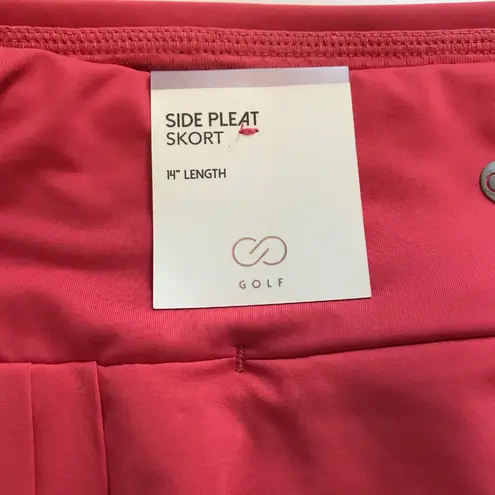 SIDE PLEAT
SKORT
14" LENGTH
GOLF